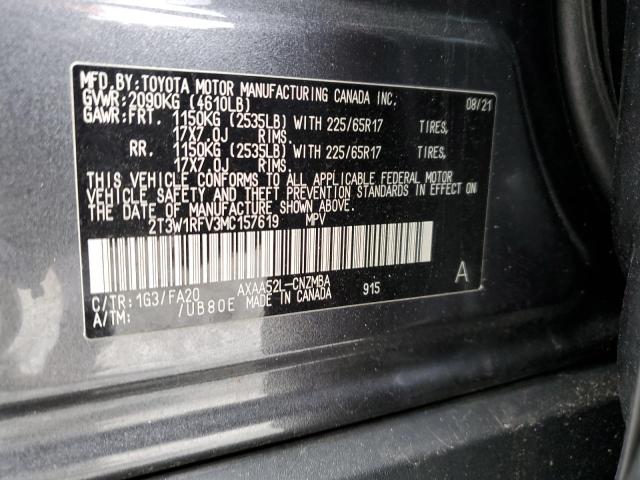 MFD.BY:TOYOTA MOTOR MANUFACTURING CANADA INC. 08/21
GVWR:2090KG (4610LB)
GAWR:FRT. 1150KG (2535LB) WITH 225/65R17 TIRES,
17X7.0J RIMS.
RR. 1150KG (2535LB) WITH 225/65R17 TIRES,
17X7.0J RIMS.
THIS VEHICLE CONFORMS TO ALL APPLICABLE FEDERAL MOTOR
VEHICLE SAFETY AND THEFT PREVENTION STANDARDS IN EFFECT ON
THE DATE OF MANUFACTURE SHOWN ABOVE.
2T3W1RFV3MC157619 MPV
C/TR:1G3/FA20 AXAA52L-CNZMBA 915 A
A/TM: /UB80E MADE IN CANADA